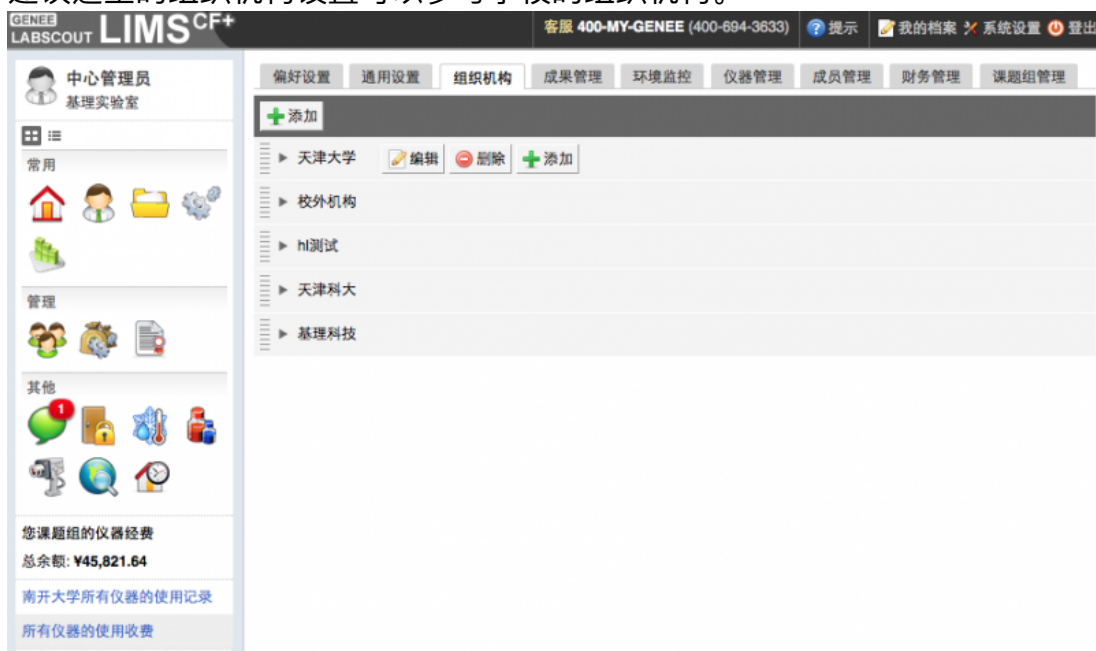 GENEE
LABSCOUT LIMSCF+
客服 400-MY-GENEE (400-694-3633)
提示
我的档案
系统设置
登出
中心管理员
基理实验室
偏好设置
通用设置
组织机构
成果管理
环境监控
仪器管理
成员管理
财务管理
课题组管理
添加
常用
天津大学
编辑
删除
添加
校外机构
hl测试
天津科大
管理
基理科技
其他
1
您课题组的仪器经费
总余额: ¥45,821.64
南开大学所有仪器的使用记录
所有仪器的使用收费